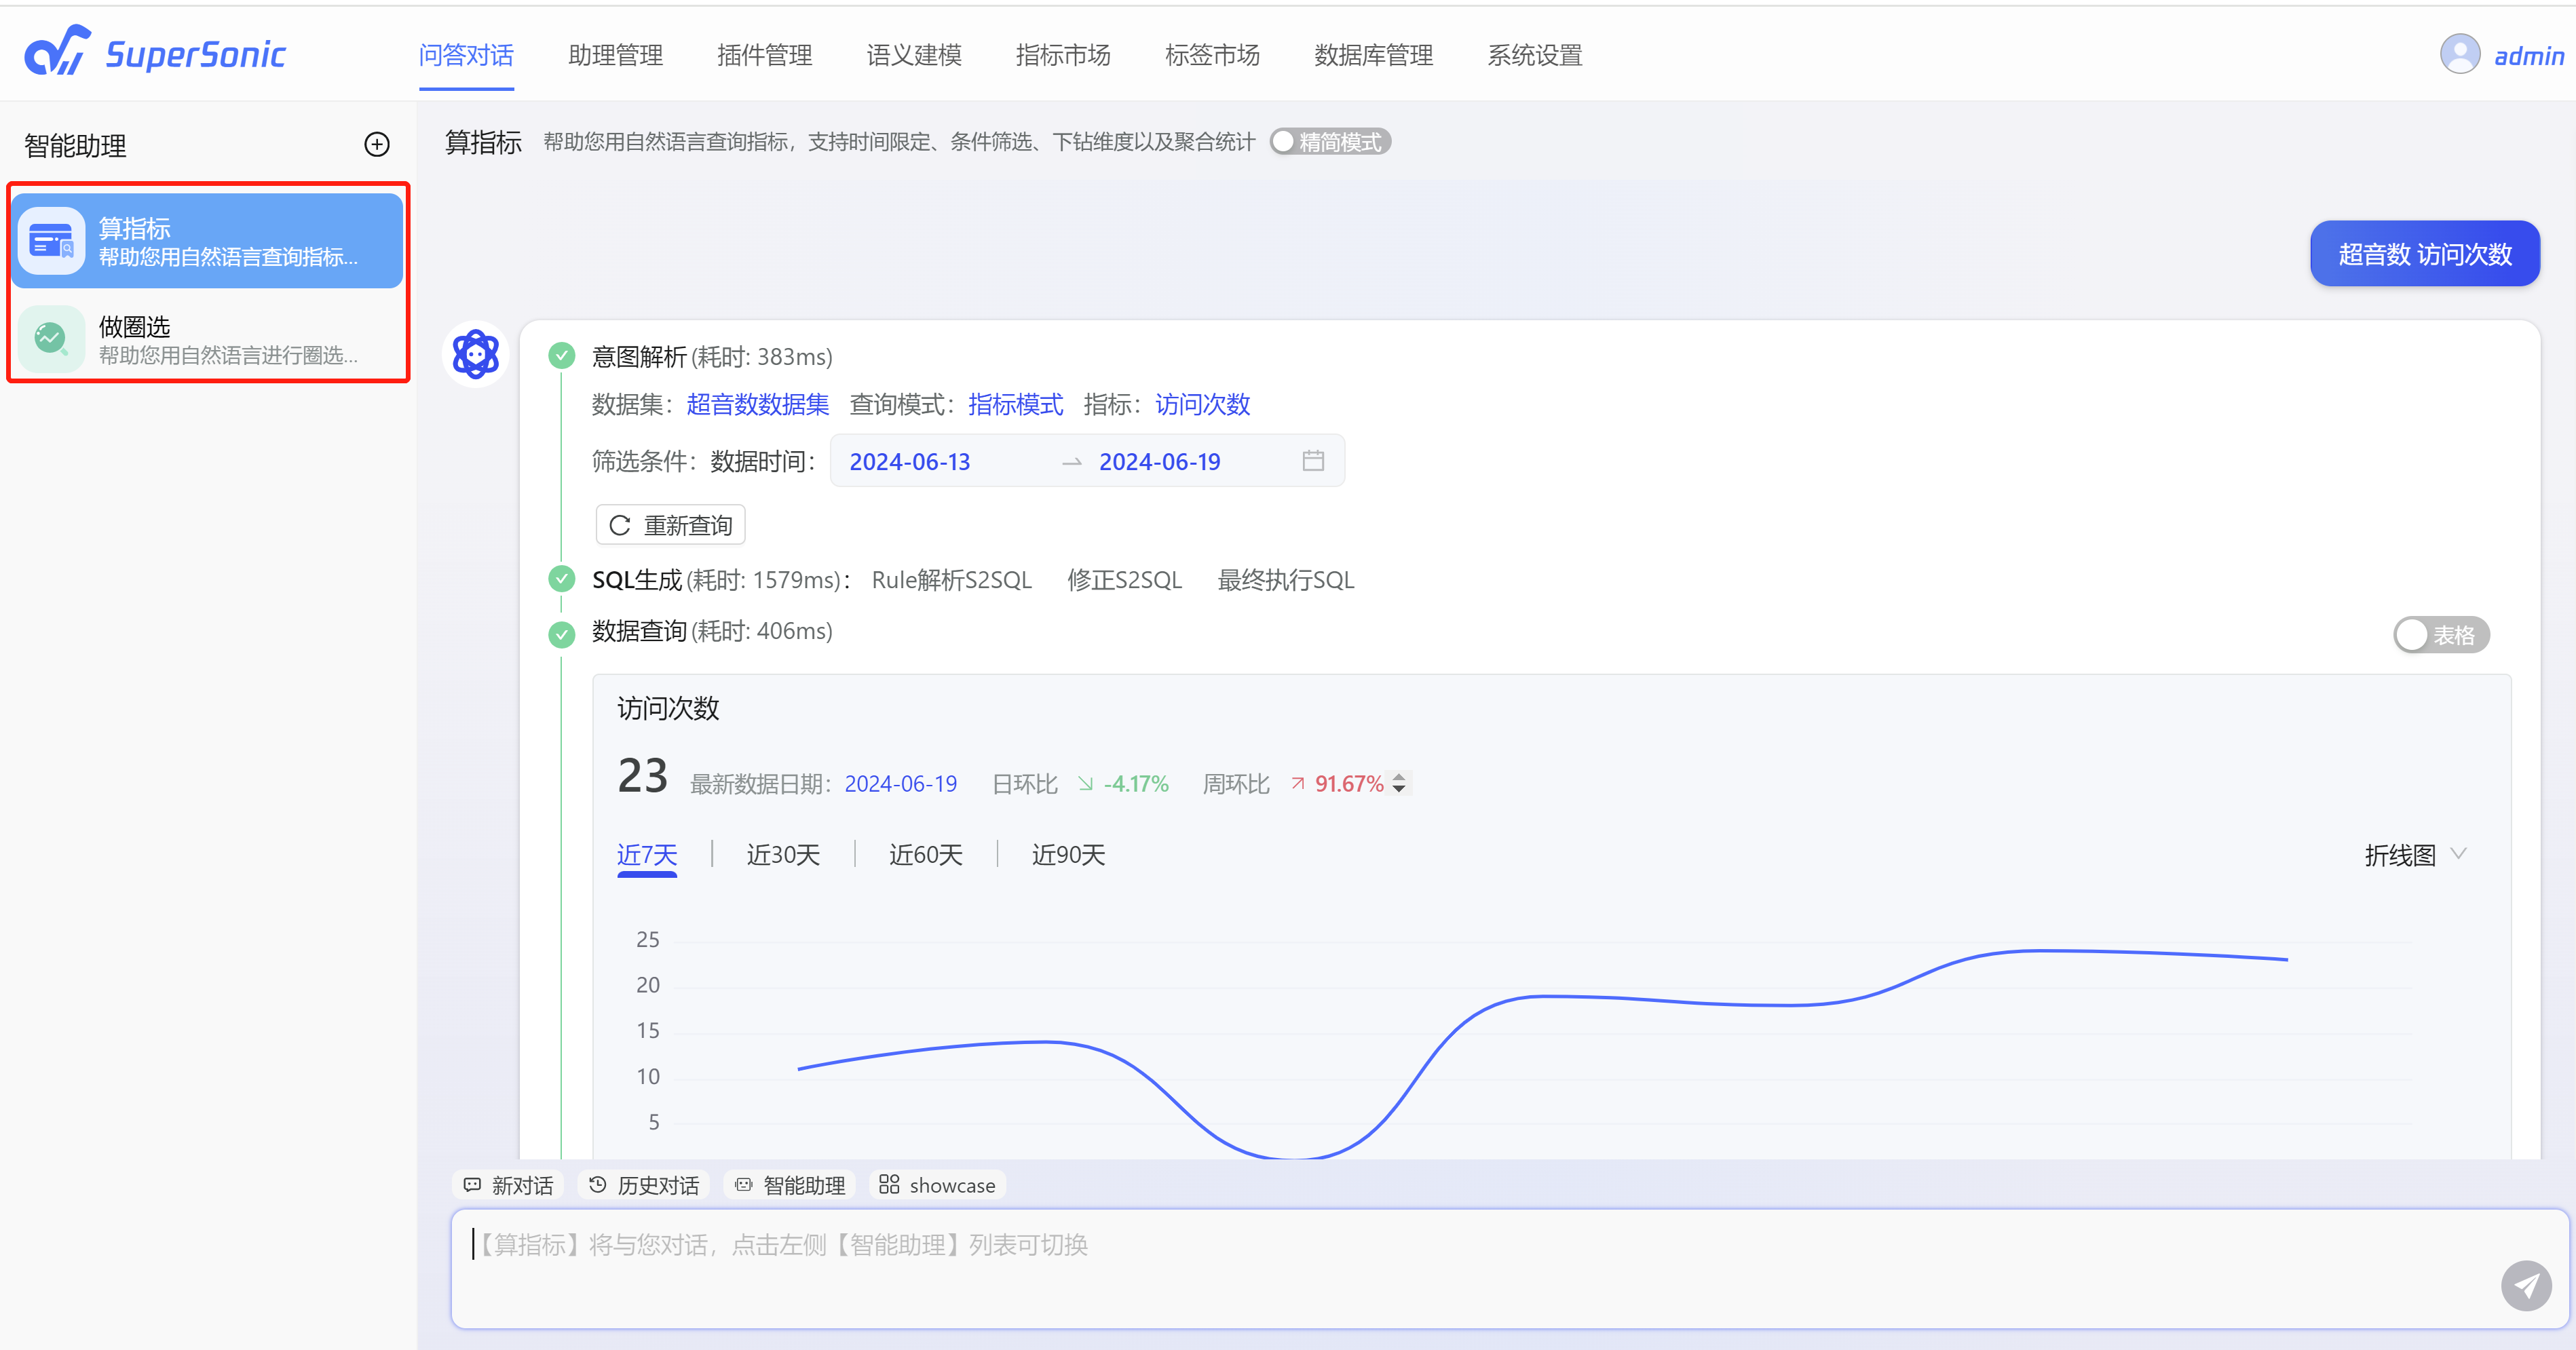 SuperSonic
问答对话 助理管理 插件管理 语义建模 指标市场 标签市场 数据库管理 系统设置
admin
智能助理
算指标
帮助您用自然语言查询指标...
做圈选
帮助您用自然语言进行圈选...
算指标 帮助您用自然语言查询指标，支持时间限定、条件筛选、下钻维度以及聚合统计 精简模式
超音数 访问次数
意图解析(耗时: 383ms)
数据集： 超音数数据集 查询模式： 指标模式 指标： 访问次数
筛选条件： 数据时间： 2024-06-13 2024-06-19
重新查询
SQL生成(耗时: 1579ms)： Rule解析S2SQL 修正S2SQL 最终执行SQL
数据查询(耗时: 406ms)
表格
访问次数
23 最新数据日期： 2024-06-19 日环比 -4.17% 周环比 91.67%
近7天 近30天 近60天 近90天
折线图
25
20
15
10
5
新对话 历史对话 智能助理 showcase
【算指标】将与您对话，点击左侧【智能助理】列表可切换